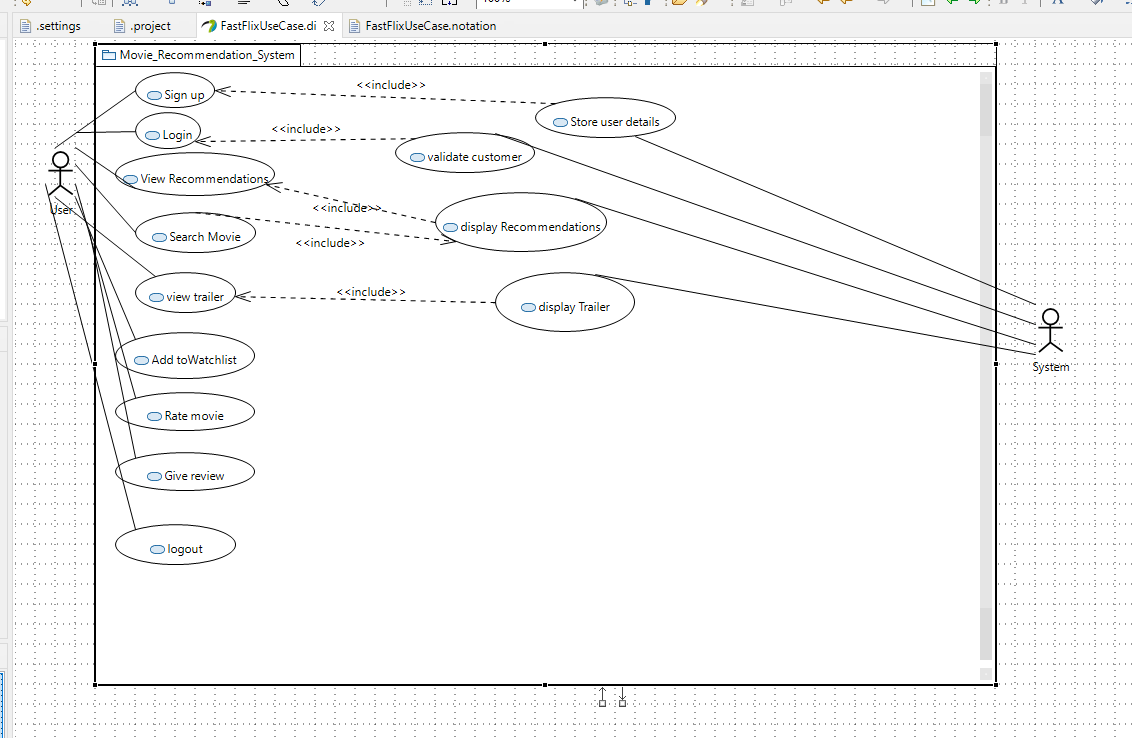 .settings
.project
FastFlixUseCase.di
FastFlixUseCase.notation
Movie_Recommendation_System
Sign up
<<include>>
Store user details
Login
<<include>>
validate customer
View Recommendations
User
<<include>>
display Recommendations
Search Movie
<<include>>
view trailer
<<include>>
display Trailer
System
Add toWatchlist
Rate movie
Give review
logout